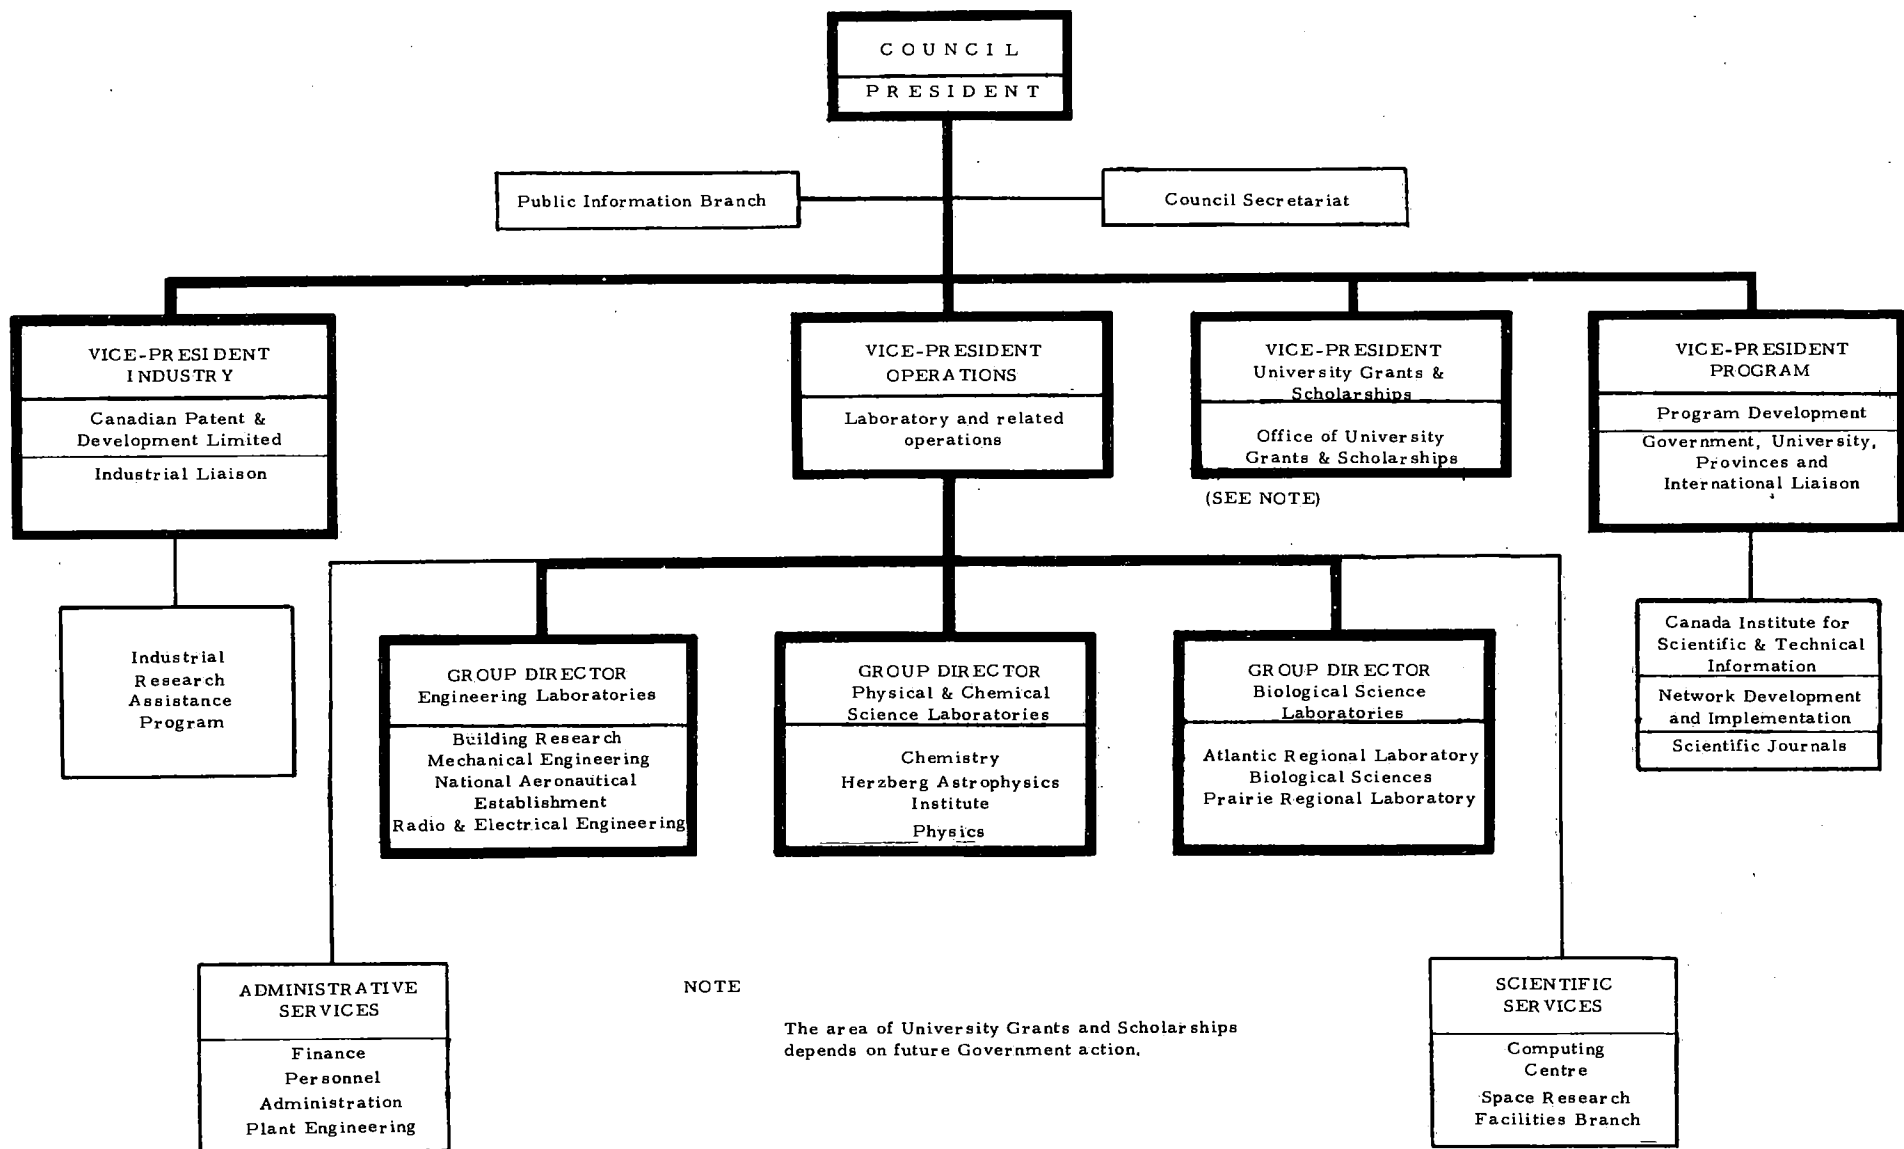 COUNCIL
PRESIDENT
Public Information Branch
Council Secretariat
VICE-PRESIDENT
INDUSTRY
Canadian Patent &
Development Limited
Industrial Liaison
VICE-PRESIDENT
OPERATIONS
Laboratory and related
operations
VICE-PRESIDENT
University Grants &
Scholarships
Office of University
Grants & Scholarships
(SEE NOTE)
VICE-PRESIDENT
PROGRAM
Program Development
Government, University,
Provinces and
International Liaison
Industrial
Research
Assistance
Program
GROUP DIRECTOR
Engineering Laboratories
Building Research
Mechanical Engineering
National Aeronautical
Establishment
Radio & Electrical Engineering
GROUP DIRECTOR
Physical & Chemical
Science Laboratories
Chemistry
Herzberg Astrophysics
Institute
Physics
GROUP DIRECTOR
Biological Science
Laboratories
Atlantic Regional Laboratory
Biological Sciences
Prairie Regional Laboratory
Canada Institute for
Scientific & Technical
Information
Network Development
and Implementation
Scientific Journals
ADMINISTRATIVE
SERVICES
Finance
Personnel
Administration
Plant Engineering
NOTE
The area of University Grants and Scholarships
depends on future Government action.
SCIENTIFIC
SERVICES
Computing
Centre
Space Research
Facilities Branch